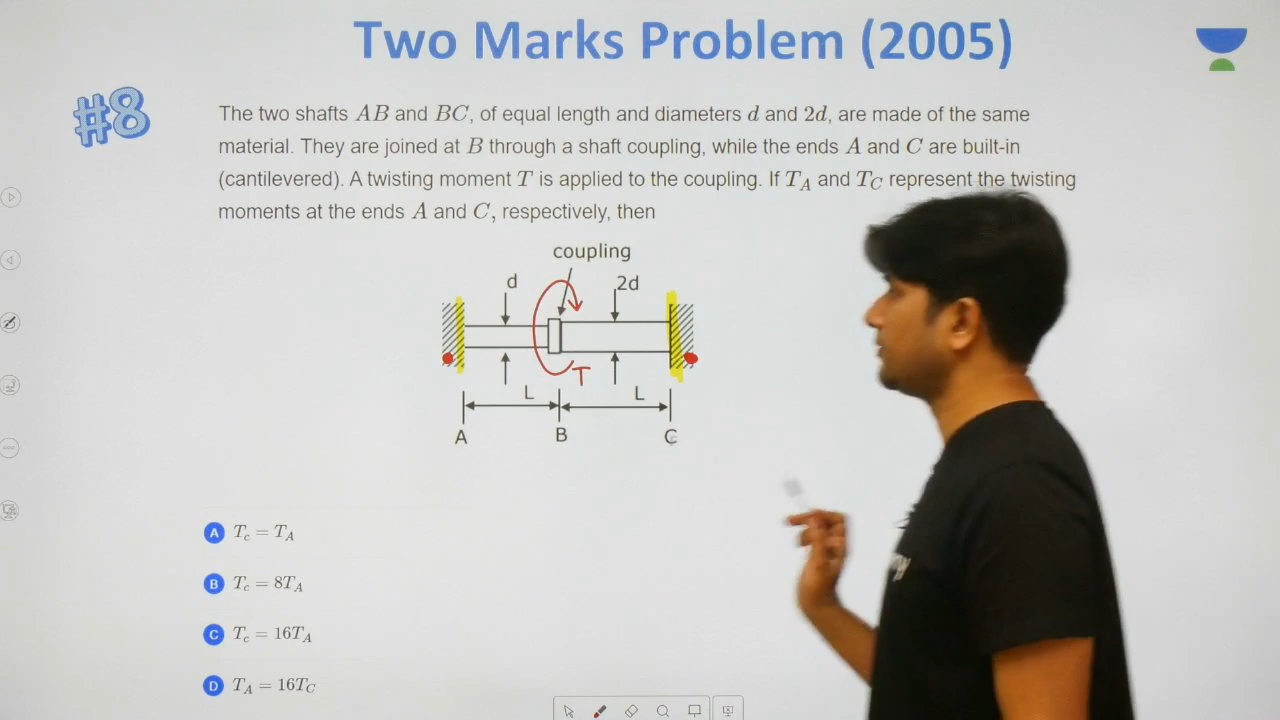 Two Marks Problem (2005)
#8
The two shafts AB and BC, of equal length and diameters d and 2d, are made of the same
material. They are joined at B through a shaft coupling, while the ends A and C are built-in
(cantilevered). A twisting moment T is applied to the coupling. If T_A and T_C represent the twisting
moments at the ends A and C, respectively, then
coupling
d
2d
T
L
L
A
B
C
A T_c = T_A
B T_c = 8T_A
C T_c = 16T_A
D T_A = 16T_C